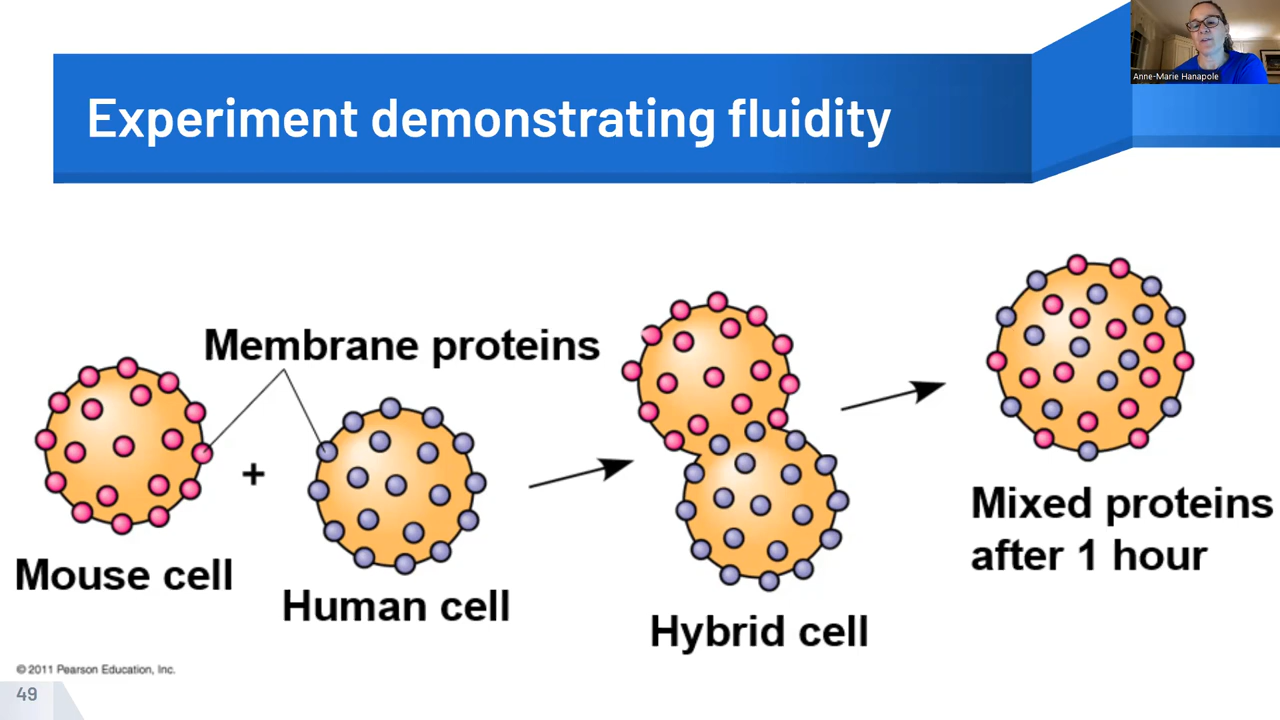 Anne-Marie Hanapole
Experiment demonstrating fluidity
Membrane proteins
+
Mouse cell
Human cell
Hybrid cell
Mixed proteins
after 1 hour
© 2011 Pearson Education, Inc.
49